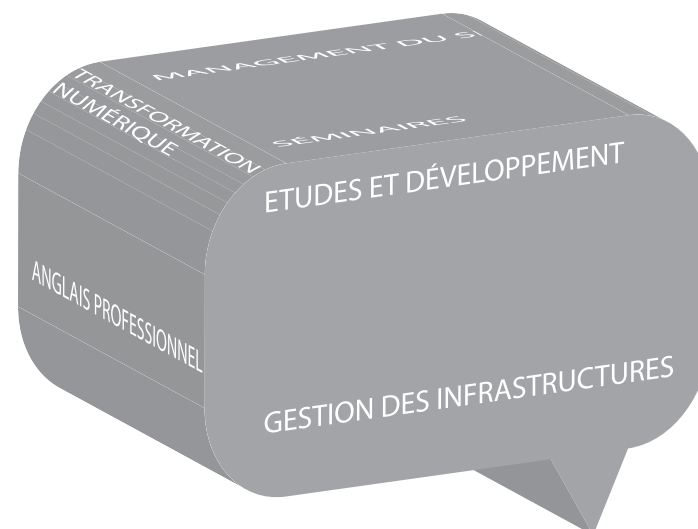 MANAGEMENT DU S
SÉMINAIRES
TRANSFORMATION
NUMÉRIQUE
ETUDES ET DÉVELOPPEMENT
ANGLAIS PROFESSIONNEL
GESTION DES INFRASTRUCTURES